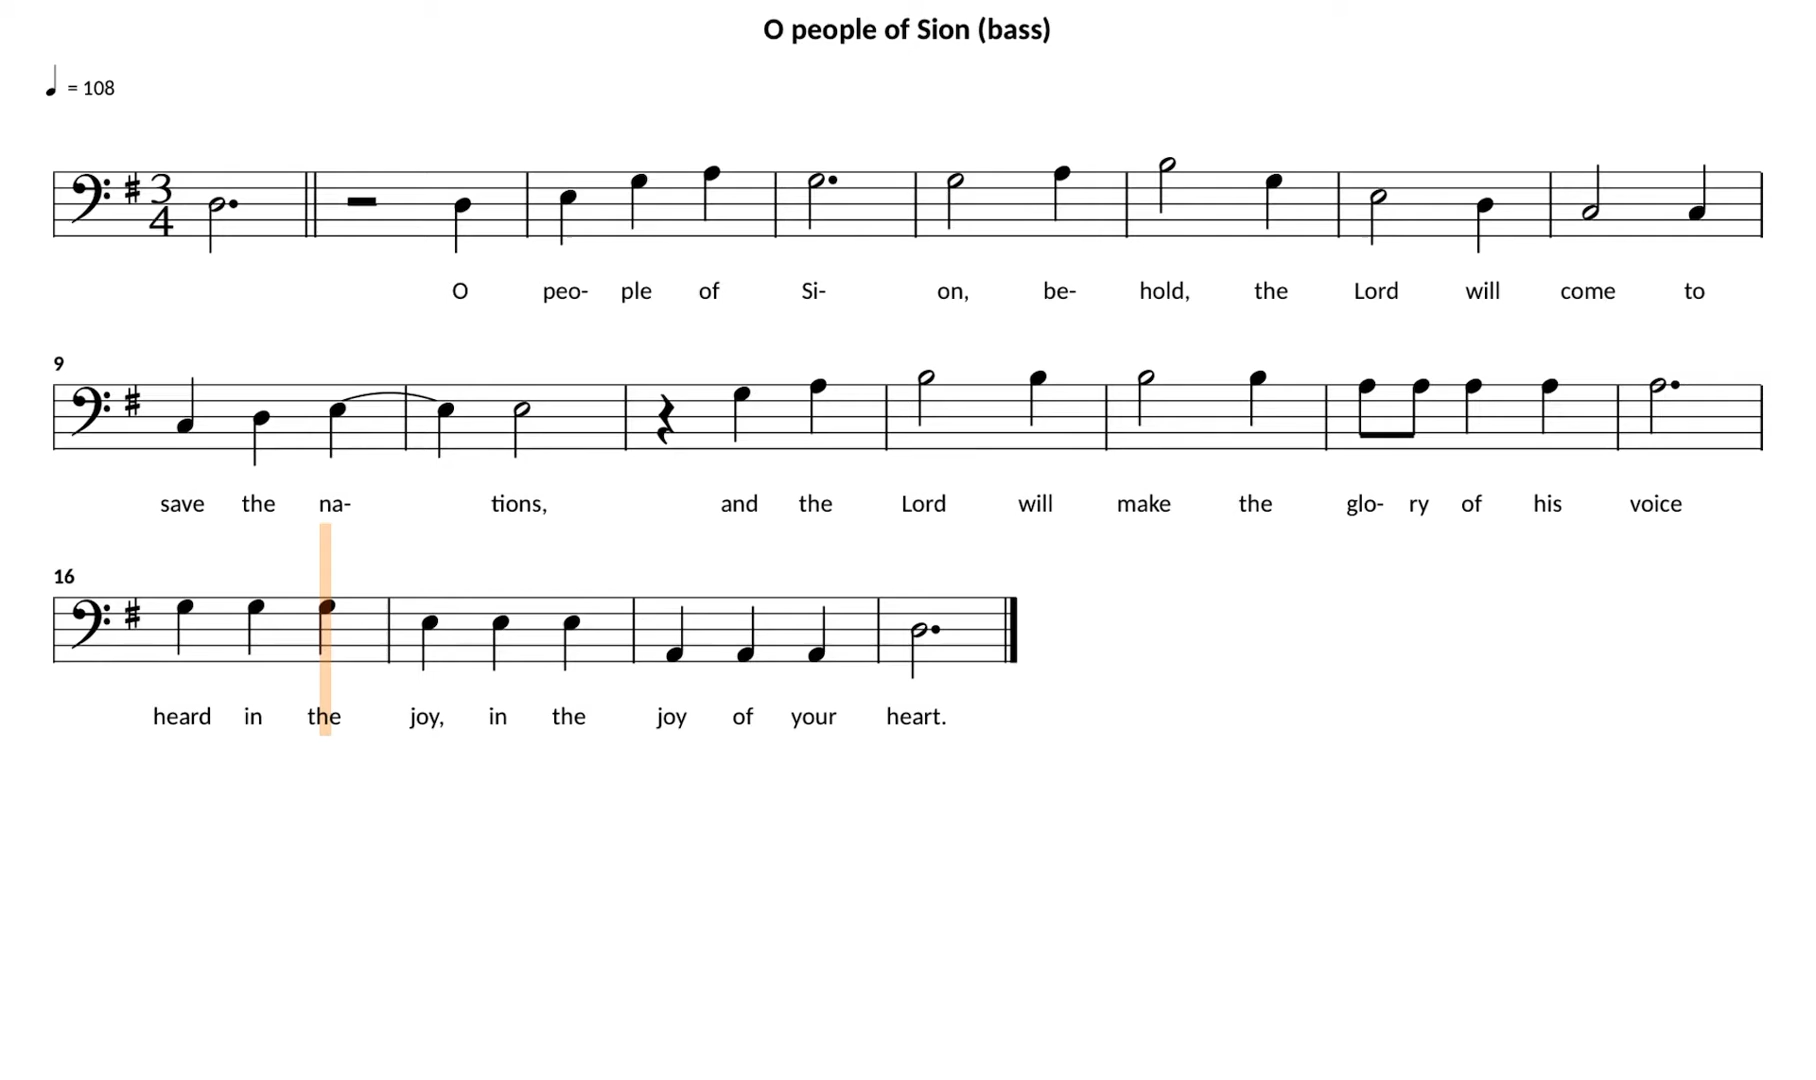 O people of Sion (bass)
= 108
3
4
O peo- ple of Si- on, be- hold, the Lord will come to
9
save the na- tions, and the Lord will make the glo- ry of his voice
16
heard in the joy, in the joy of your heart.